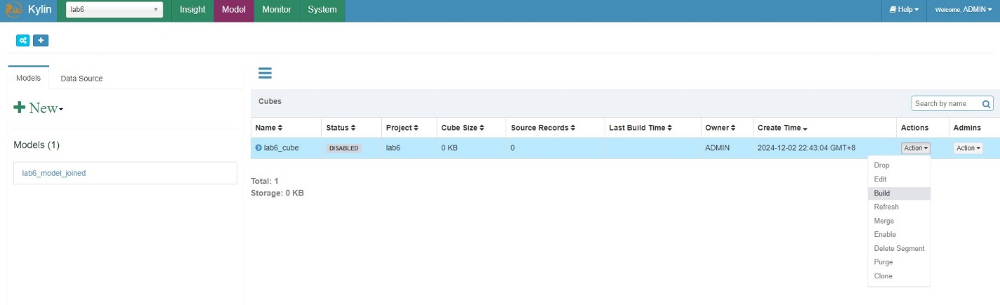 Kylin lab6 Insight Model Monitor System Help Welcome, ADMIN
Models Data Source
New
Models (1)
lab6_model_joined
Cubes Search by name
Name Status Project Cube Size Source Records Last Build Time Owner Create Time Actions Admins
lab6_cube DISABLED lab6 0 KB 0 ADMIN 2024-12-02 22:43:04 GMT+8 Action Action
Total: 1
Storage: 0 KB
Drop
Edit
Build
Refresh
Merge
Enable
Delete Segment
Purge
Clone